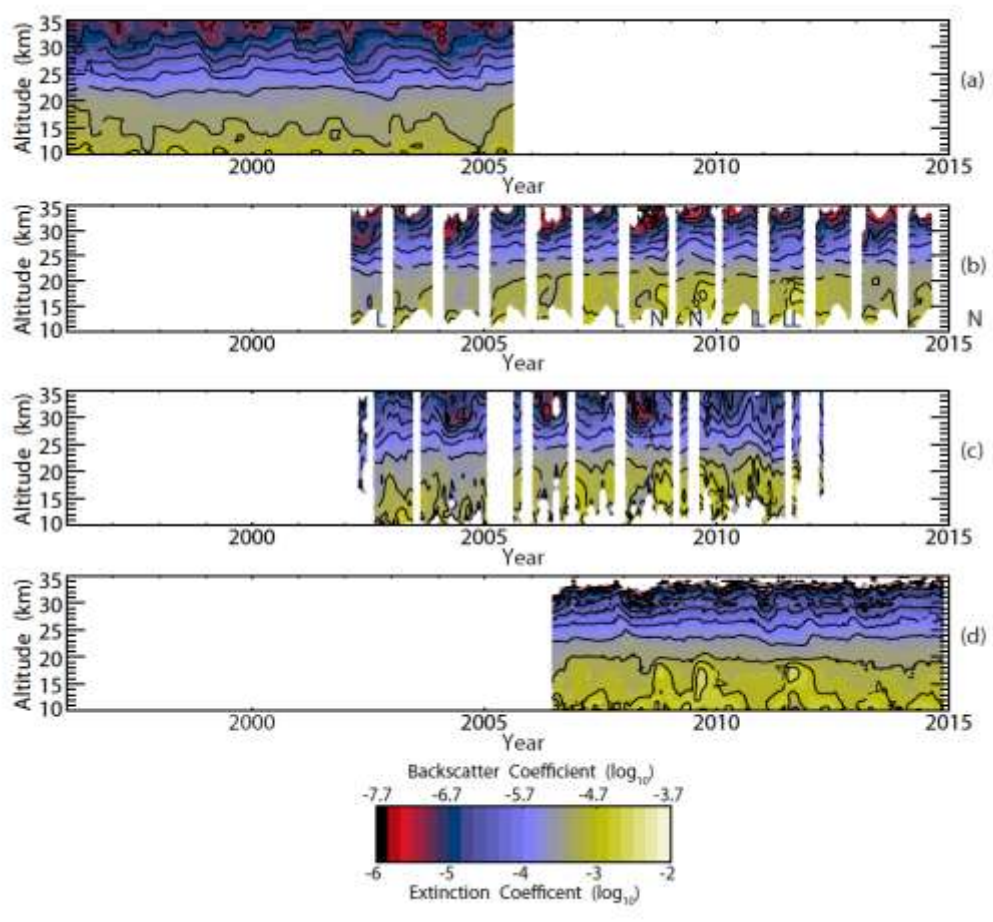 35
30
25
20
15
10
Altitude (km)
(a)
2000 2005 2010 2015
Year
35
30
25
20
15
10
Altitude (km)
(b)
L L N N LL LLL N
2000 2005 2010 2015
Year
35
30
25
20
15
10
Altitude (km)
(c)
2000 2005 2010 2015
Year
35
30
25
20
15
10
Altitude (km)
(d)
2000 2005 2010 2015
Year
Backscatter Coefficient (log10)
-7.7 -6.7 -5.7 -4.7 -3.7
-6 -5 -4 -3 -2
Extinction Coefficent (log10)